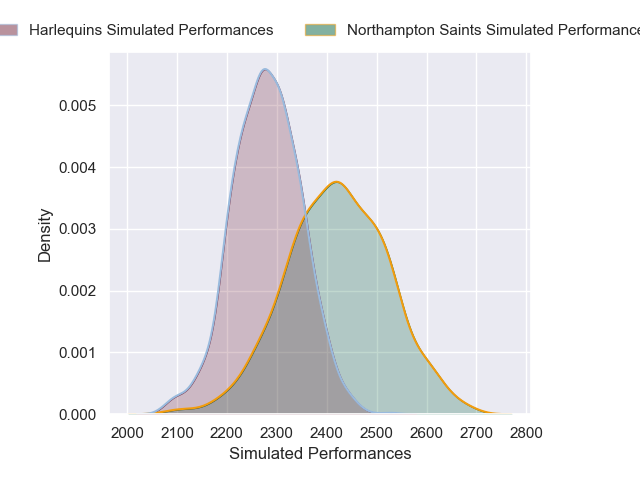 Harlequins Simulated Performances Northampton Saints Simulated Performance
0.005
0.004
0.003
0.002
0.001
0.000
Density
2000 2100 2200 2300 2400 2500 2600 2700 2800
Simulated Performances